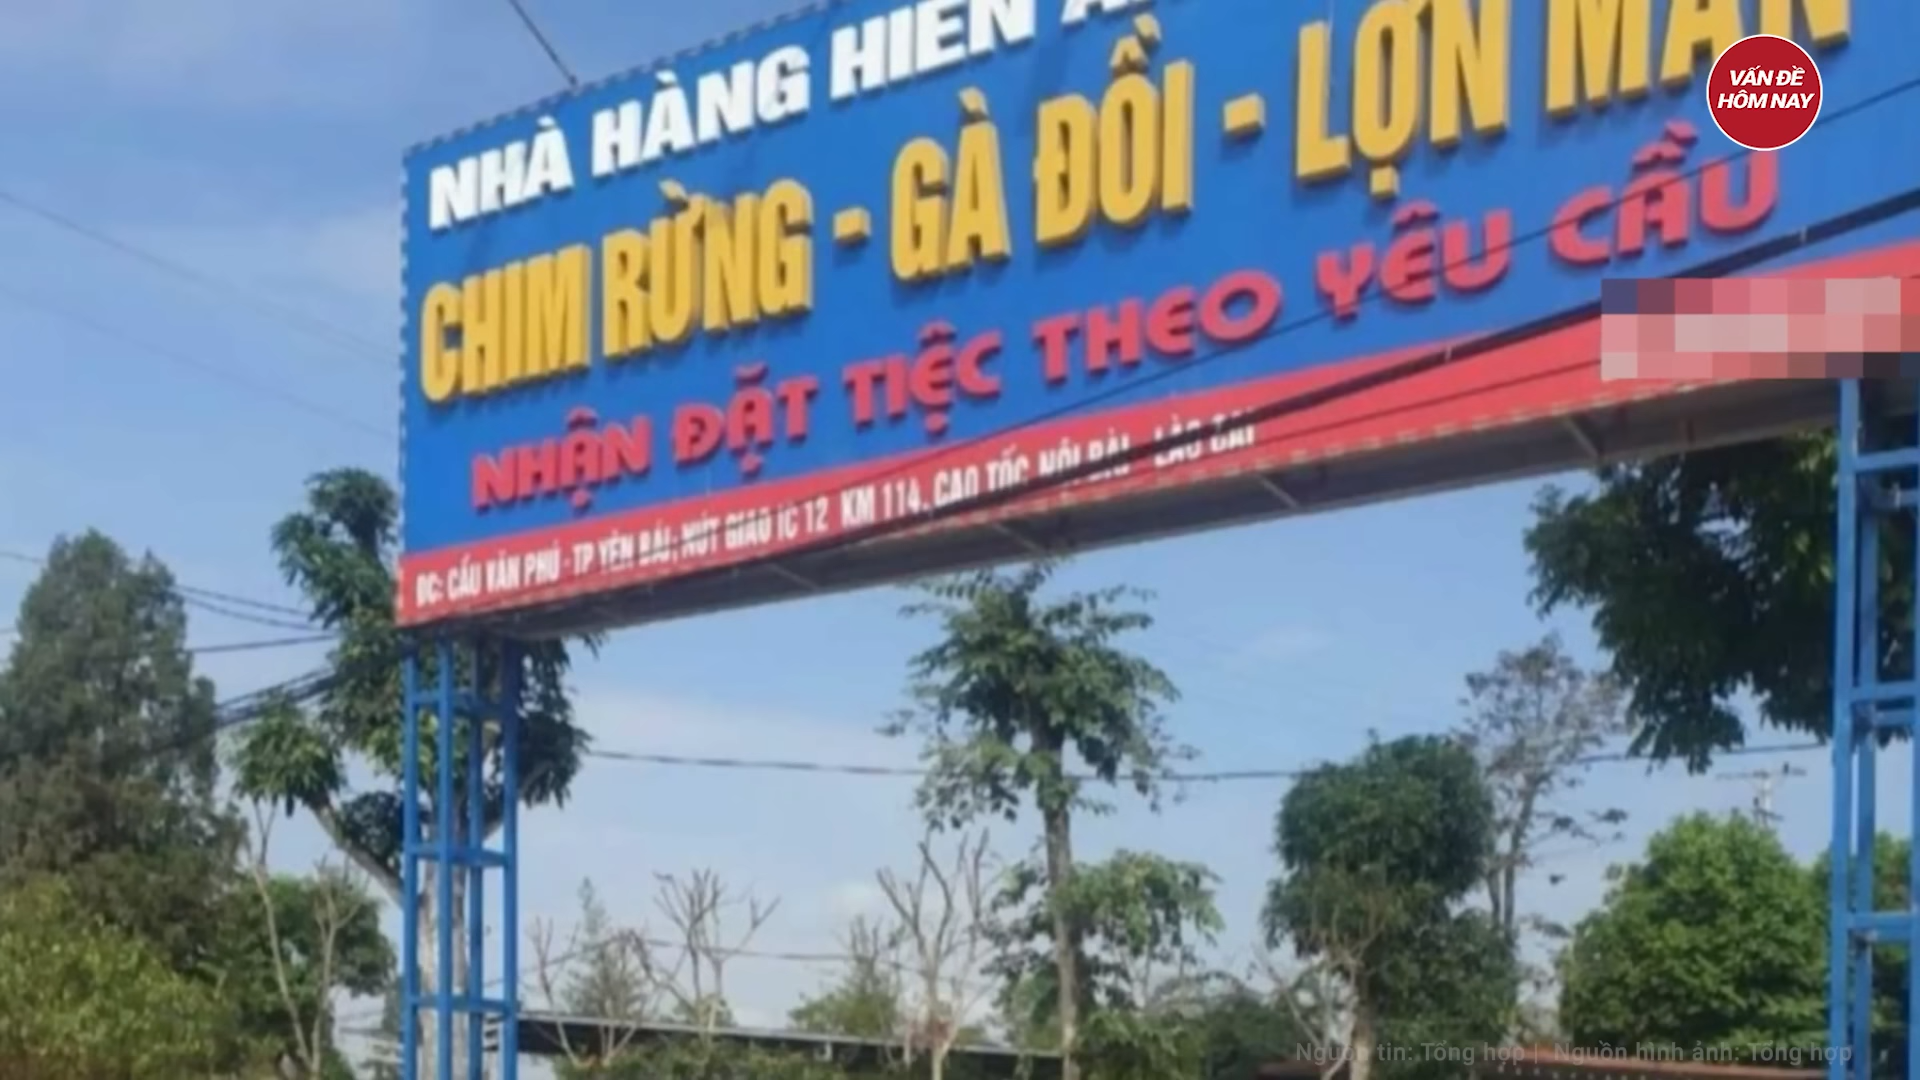 NHÀ HÀNG HIEN
CHIM RỪNG - GÀ ĐỒI - LỢN MÁN
NHẬN ĐẶT TIỆC THEO YÊU CẦU
ĐC: CẦU VĂN PHÚ - TP YÊN BÁI; NÚT GIAO IC 12 KM 114, CAO TỐC NỘI BÀI - LÀO CAI
VẤN ĐỀ
HÔM NAY
Nguồn tin: Tổng hợp | Nguồn hình ảnh: Tổng hợp